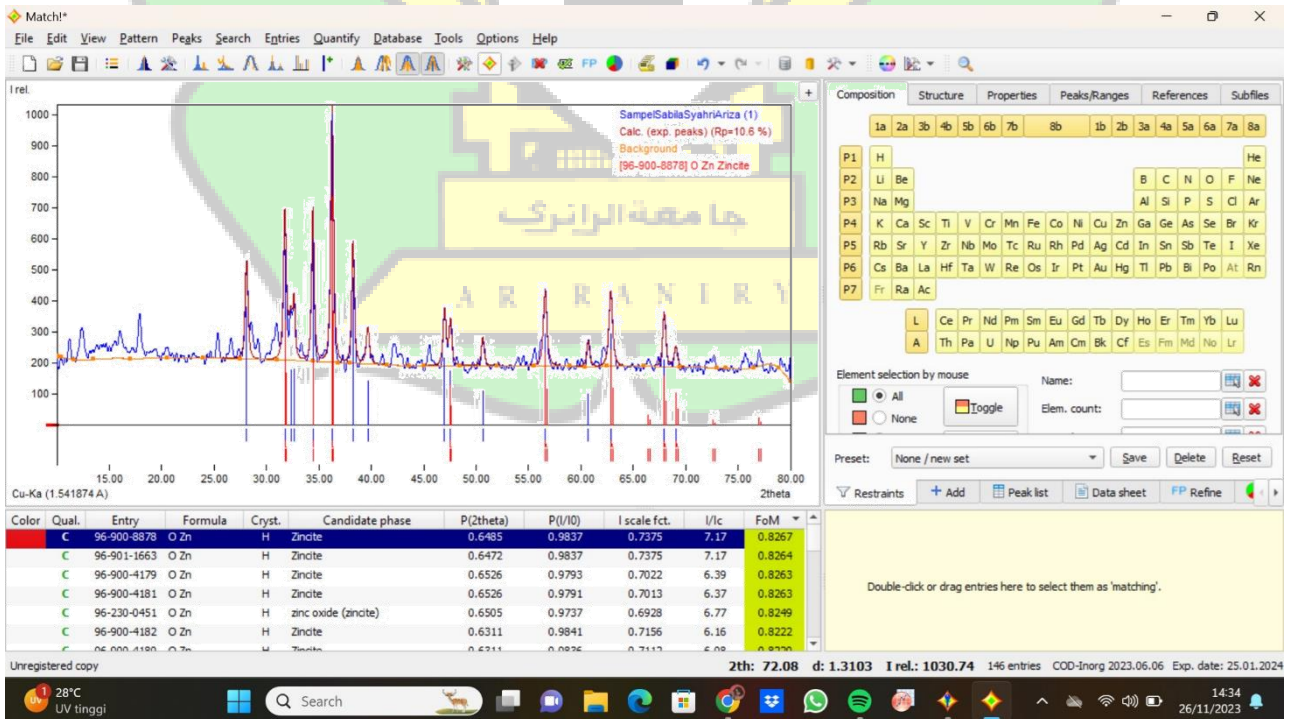 Match!*
File Edit View Pattern Peaks Search Entries Quantify Database Tools Options Help
FP
I rel.
+
1000
900
800
700
600
500
400
300
200
100
SampelSabilaSyahriAriza (1)
Calc. (exp. peaks) (Rp=10.6 %)
Background
[96-900-8878] O Zn Zincite
جامعة الرانري
AR RANIRY
15.00 20.00 25.00 30.00 35.00 40.00 45.00 50.00 55.00 60.00 65.00 70.00 75.00 80.00
Cu-Ka (1.541874 A) 2theta
Composition Structure Properties Peaks/Ranges References Subfiles
1a 2a 3b 4b 5b 6b 7b 8b 1b 2b 3a 4a 5a 6a 7a 8a
P1 H He
P2 Li Be B C N O F Ne
P3 Na Mg Al Si P S Cl Ar
P4 K Ca Sc Ti V Cr Mn Fe Co Ni Cu Zn Ga Ge As Se Br Kr
P5 Rb Sr Y Zr Nb Mo Tc Ru Rh Pd Ag Cd In Sn Sb Te I Xe
P6 Cs Ba La Hf Ta W Re Os Ir Pt Au Hg Tl Pb Bi Po At Rn
P7 Fr Ra Ac
L Ce Pr Nd Pm Sm Eu Gd Tb Dy Ho Er Tm Yb Lu
A Th Pa U Np Pu Am Cm Bk Cf Es Fm Md No Lr
Element selection by mouse
All
None
Toggle
Name:
Elem. count:
Preset: None / new set Save Delete Reset
Restraints + Add Peak list Data sheet FP Refine
Color Qual. Entry Formula Cryst. Candidate phase P(2theta) P(I/I0) I scale fct. I/Ic FoM
C 96-900-8878 O Zn H Zincite 0.6485 0.9837 0.7375 7.17 0.8267
C 96-901-1663 O Zn H Zincite 0.6472 0.9837 0.7375 7.17 0.8264
C 96-900-4179 O Zn H Zincite 0.6526 0.9793 0.7022 6.39 0.8263
C 96-900-4181 O Zn H Zincite 0.6526 0.9791 0.7013 6.37 0.8263
C 96-230-0451 O Zn H zinc oxide (zincite) 0.6505 0.9737 0.6928 6.77 0.8249
C 96-900-4182 O Zn H Zincite 0.6311 0.9841 0.7156 6.16 0.8222
Double-click or drag entries here to select them as 'matching'.
Unregistered copy 2th: 72.08 d: 1.3103 I rel.: 1030.74 146 entries COD-Inorg 2023.06.06 Exp. date: 25.01.2024
1
28°C
UV tinggi
Search
14:34
26/11/2023